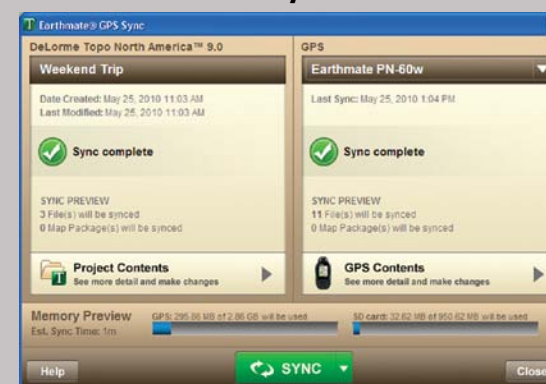 Earthmate® GPS Sync
DeLorme Topo North America™ 9.0
Weekend Trip
Date Created: May 25, 2010 11:03 AM
Last Modified: May 25, 2010 11:03 AM
Sync complete
SYNC PREVIEW
3 File(s) will be synced
0 Map Package(s) will be synced
Project Contents
See more detail and make changes
GPS
Earthmate PN-60w
Last Sync: May 25, 2010 1:04 PM
Sync complete
SYNC PREVIEW
11 File(s) will be synced
0 Map Package(s) will be synced
GPS Contents
See more detail and make changes
Memory Preview
Est. Sync Time: 1m
GPS: 295.86 MB of 2.86 GB will be used
SD card: 32.62 MB of 950.62 MB will be used
Help
SYNC
Close